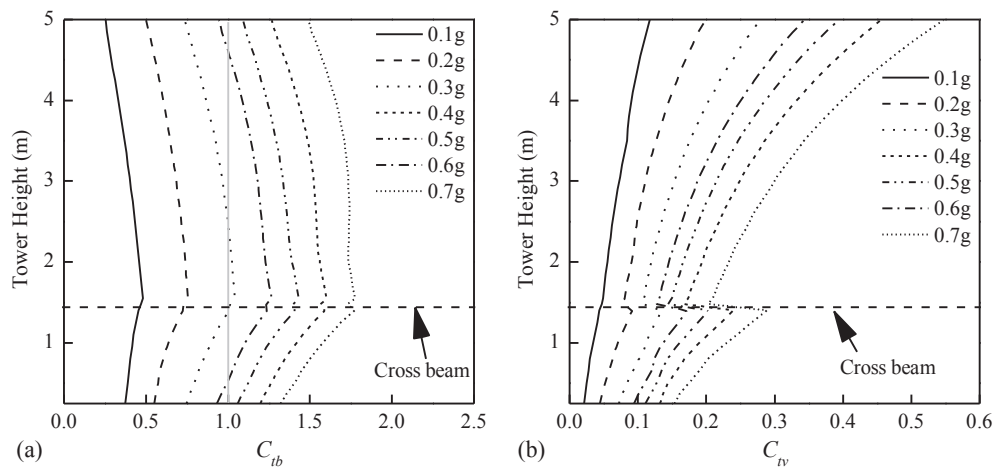 5
4
3
2
1
Tower Height (m)
0.1g
0.2g
0.3g
0.4g
0.5g
0.6g
0.7g
Cross beam
0.0 0.5 1.0 1.5 2.0 2.5
(a) C_tb
5
4
3
2
1
Tower Height (m)
0.1g
0.2g
0.3g
0.4g
0.5g
0.6g
0.7g
Cross beam
0.0 0.1 0.2 0.3 0.4 0.5 0.6
(b) C_tv